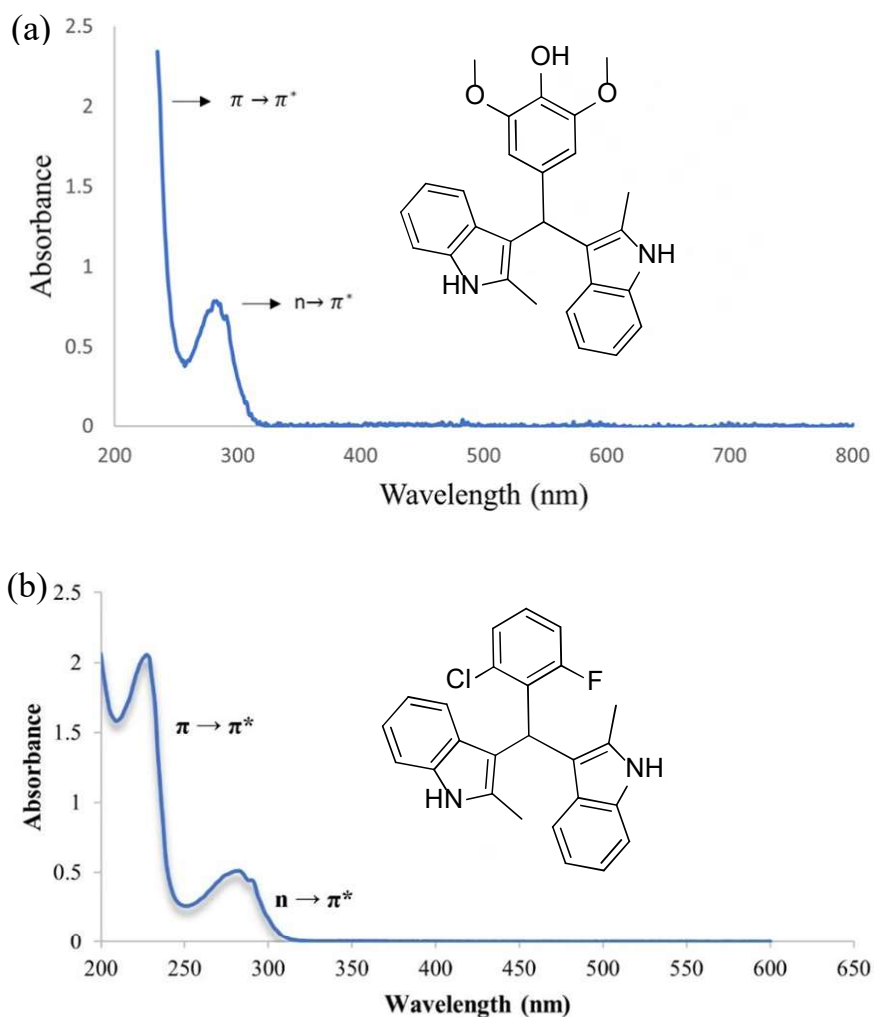 (a)
2.5
2
1.5
1
0.5
0
Absorbance
π → π*
n→ π*
OH
O
O
HN
NH
200 300 400 500 600 700 800
Wavelength (nm)
(b)
2.5
2
1.5
1
0.5
0
Absorbance
π → π*
n → π*
Cl
F
HN
NH
200 250 300 350 400 450 500 550 600 650
Wavelength (nm)